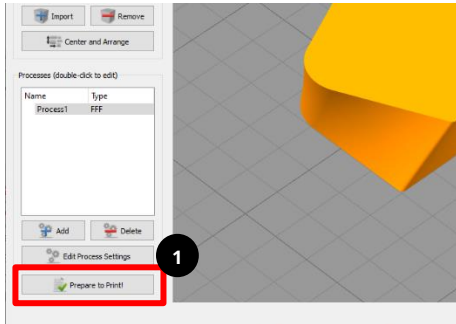 Import Remove
Center and Arrange
Processes (double-click to edit)
Name Type
Process1 FFF
Add Delete
Edit Process Settings
1
Prepare to Print!